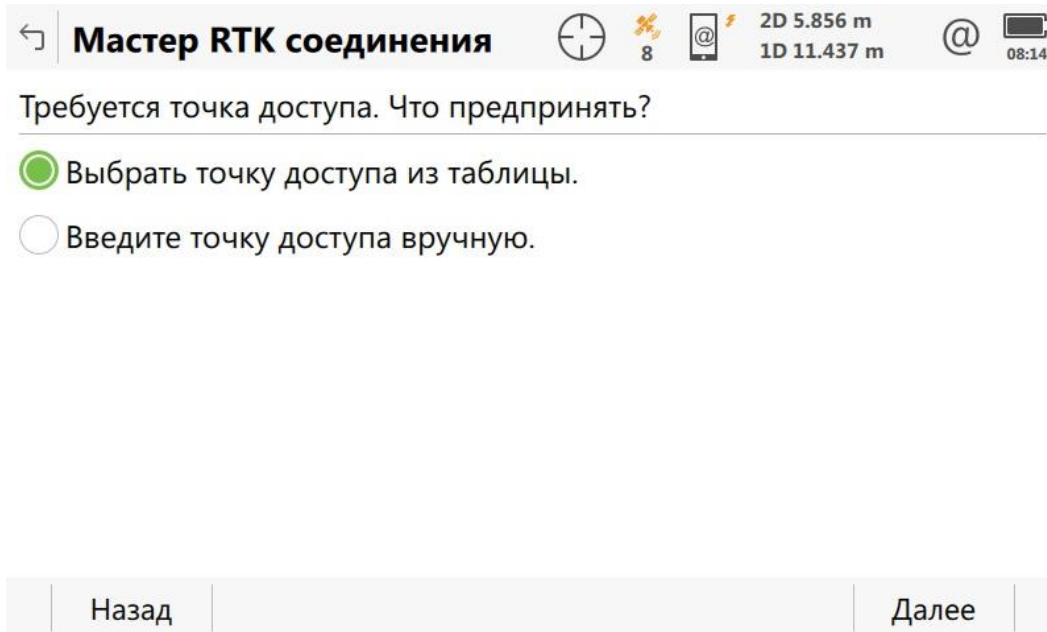 Мастер RTK соединения
8
@
2D 5.856 m
1D 11.437 m
@
08:14
Требуется точка доступа. Что предпринять?
Выбрать точку доступа из таблицы.
Введите точку доступа вручную.
Назад
Далее